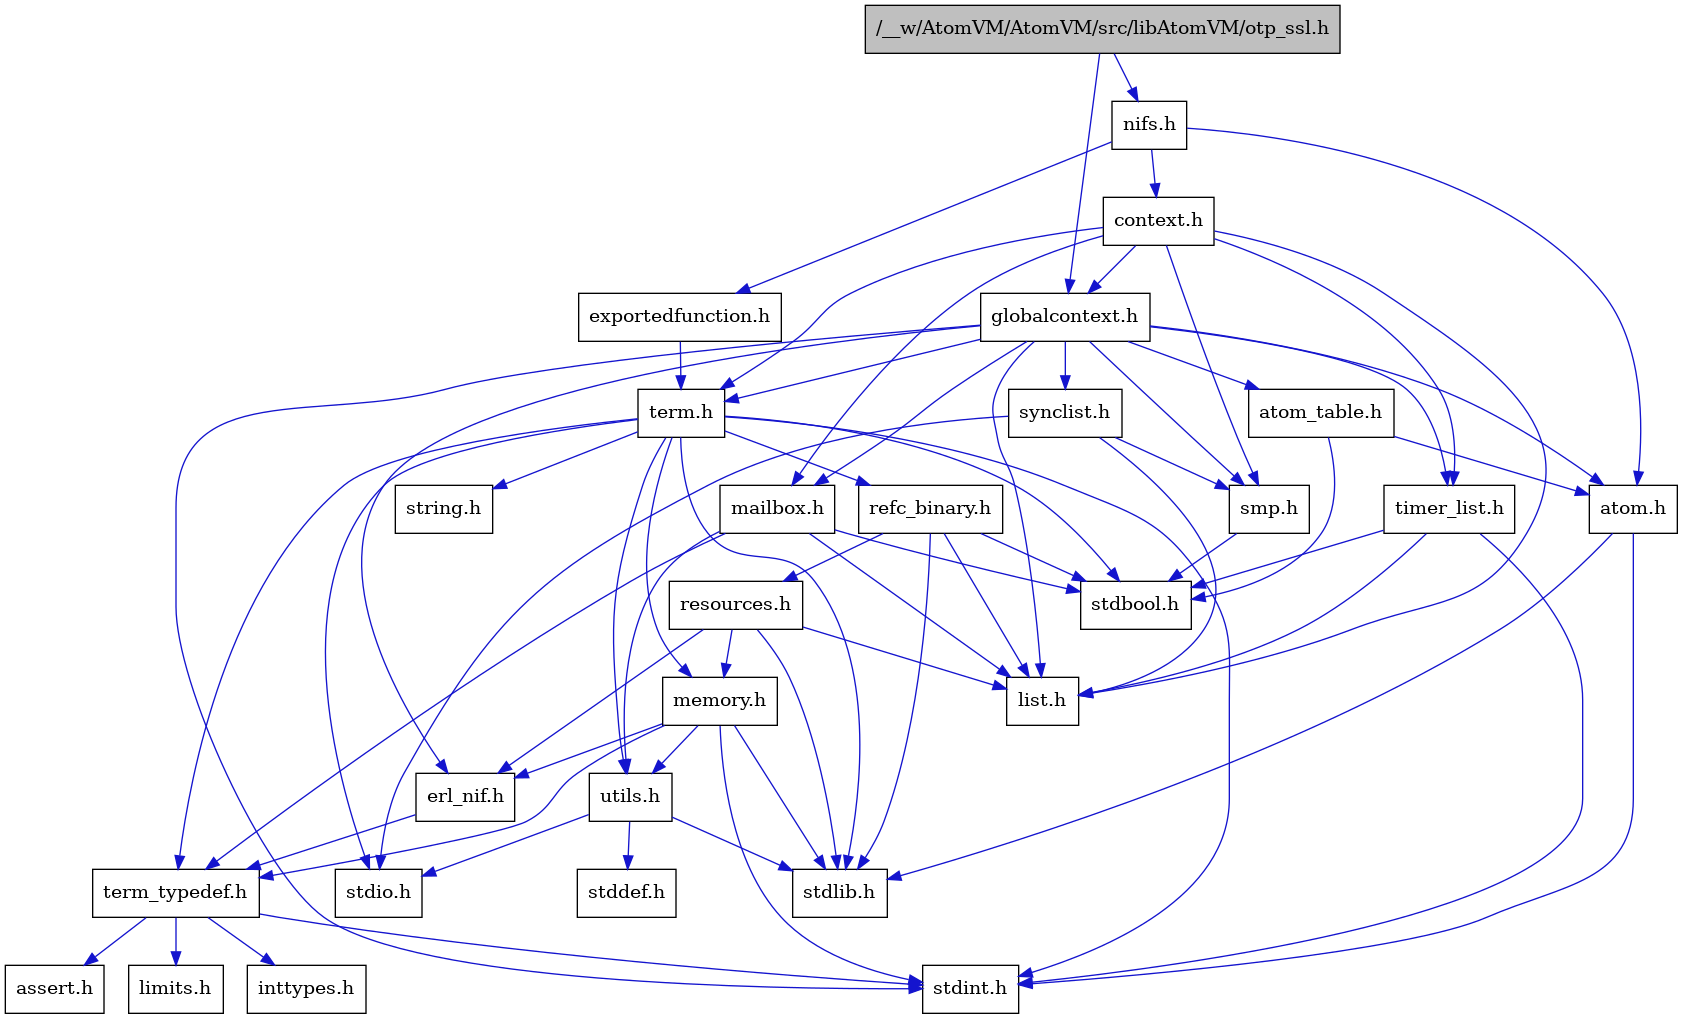 /__w/AtomVM/AtomVM/src/libAtomVM/otp_ssl.h
nifs.h
context.h
exportedfunction.h
globalcontext.h
term.h
synclist.h
atom_table.h
string.h
mailbox.h
refc_binary.h
smp.h
timer_list.h
atom.h
resources.h
stdbool.h
memory.h
list.h
erl_nif.h
utils.h
term_typedef.h
stdio.h
stddef.h
stdlib.h
assert.h
limits.h
inttypes.h
stdint.h